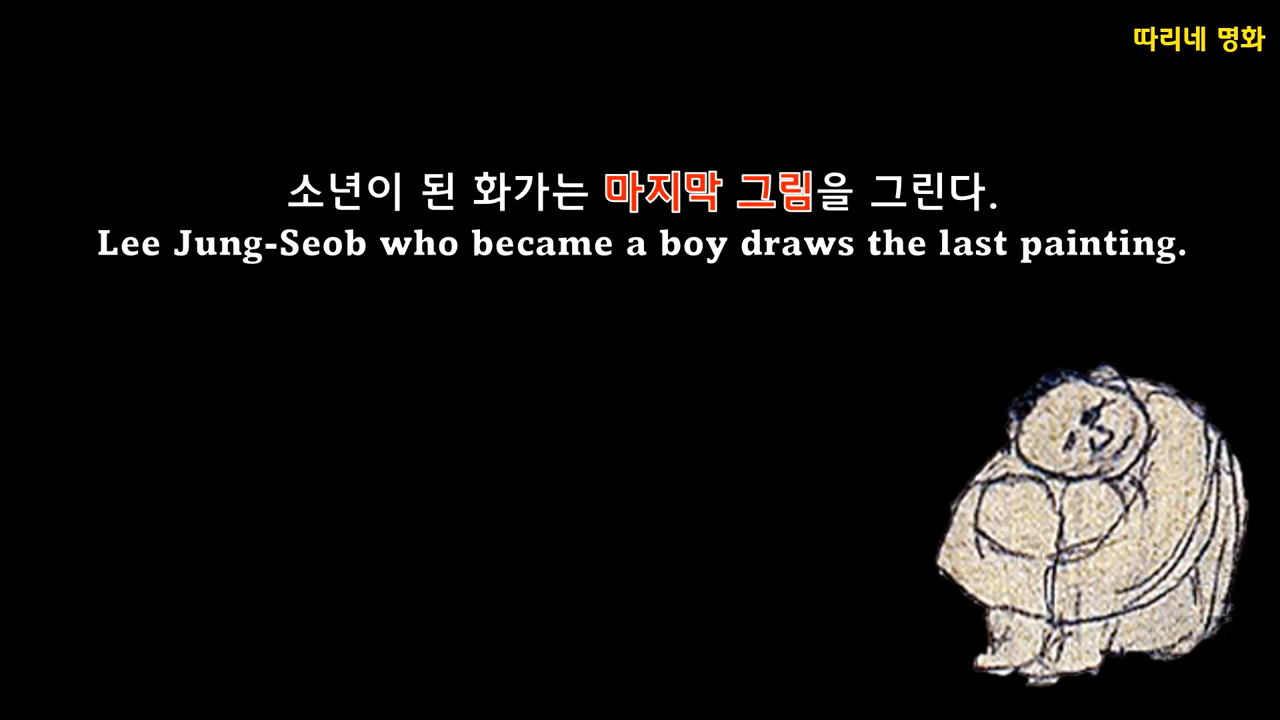 따리네 명화
소년이 된 화가는 마지막 그림을 그린다.
Lee Jung-Seob who became a boy draws the last painting.